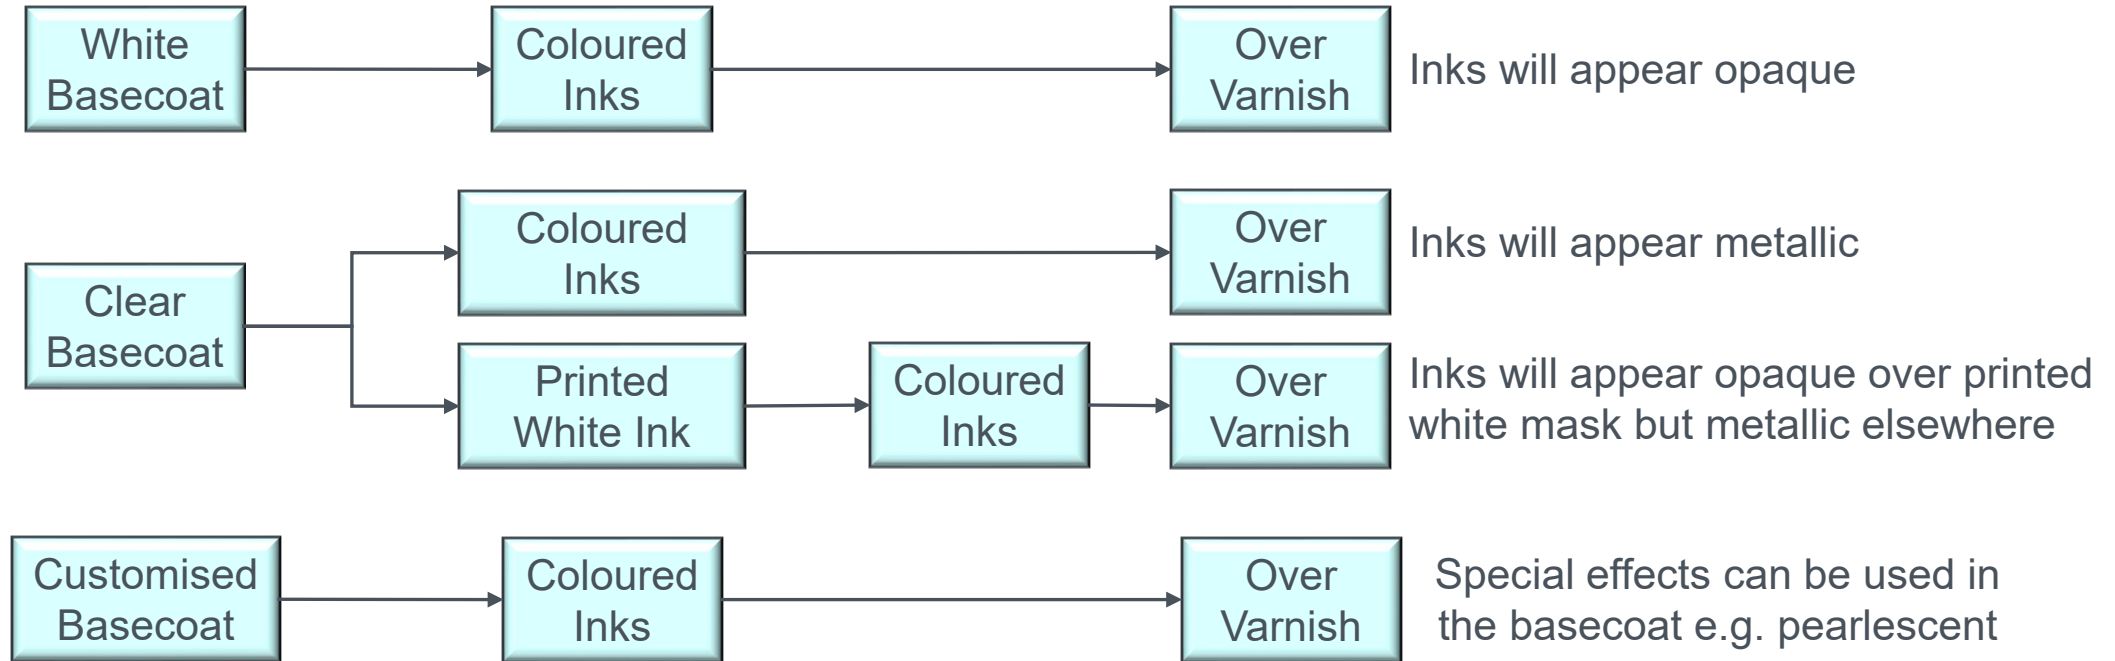 White
Basecoat
Coloured
Inks
Over
Varnish
Inks will appear opaque
Clear
Basecoat
Coloured
Inks
Over
Varnish
Inks will appear metallic
Printed
White Ink
Coloured
Inks
Over
Varnish
Inks will appear opaque over printed
white mask but metallic elsewhere
Customised
Basecoat
Coloured
Inks
Over
Varnish
Special effects can be used in
the basecoat e.g. pearlescent